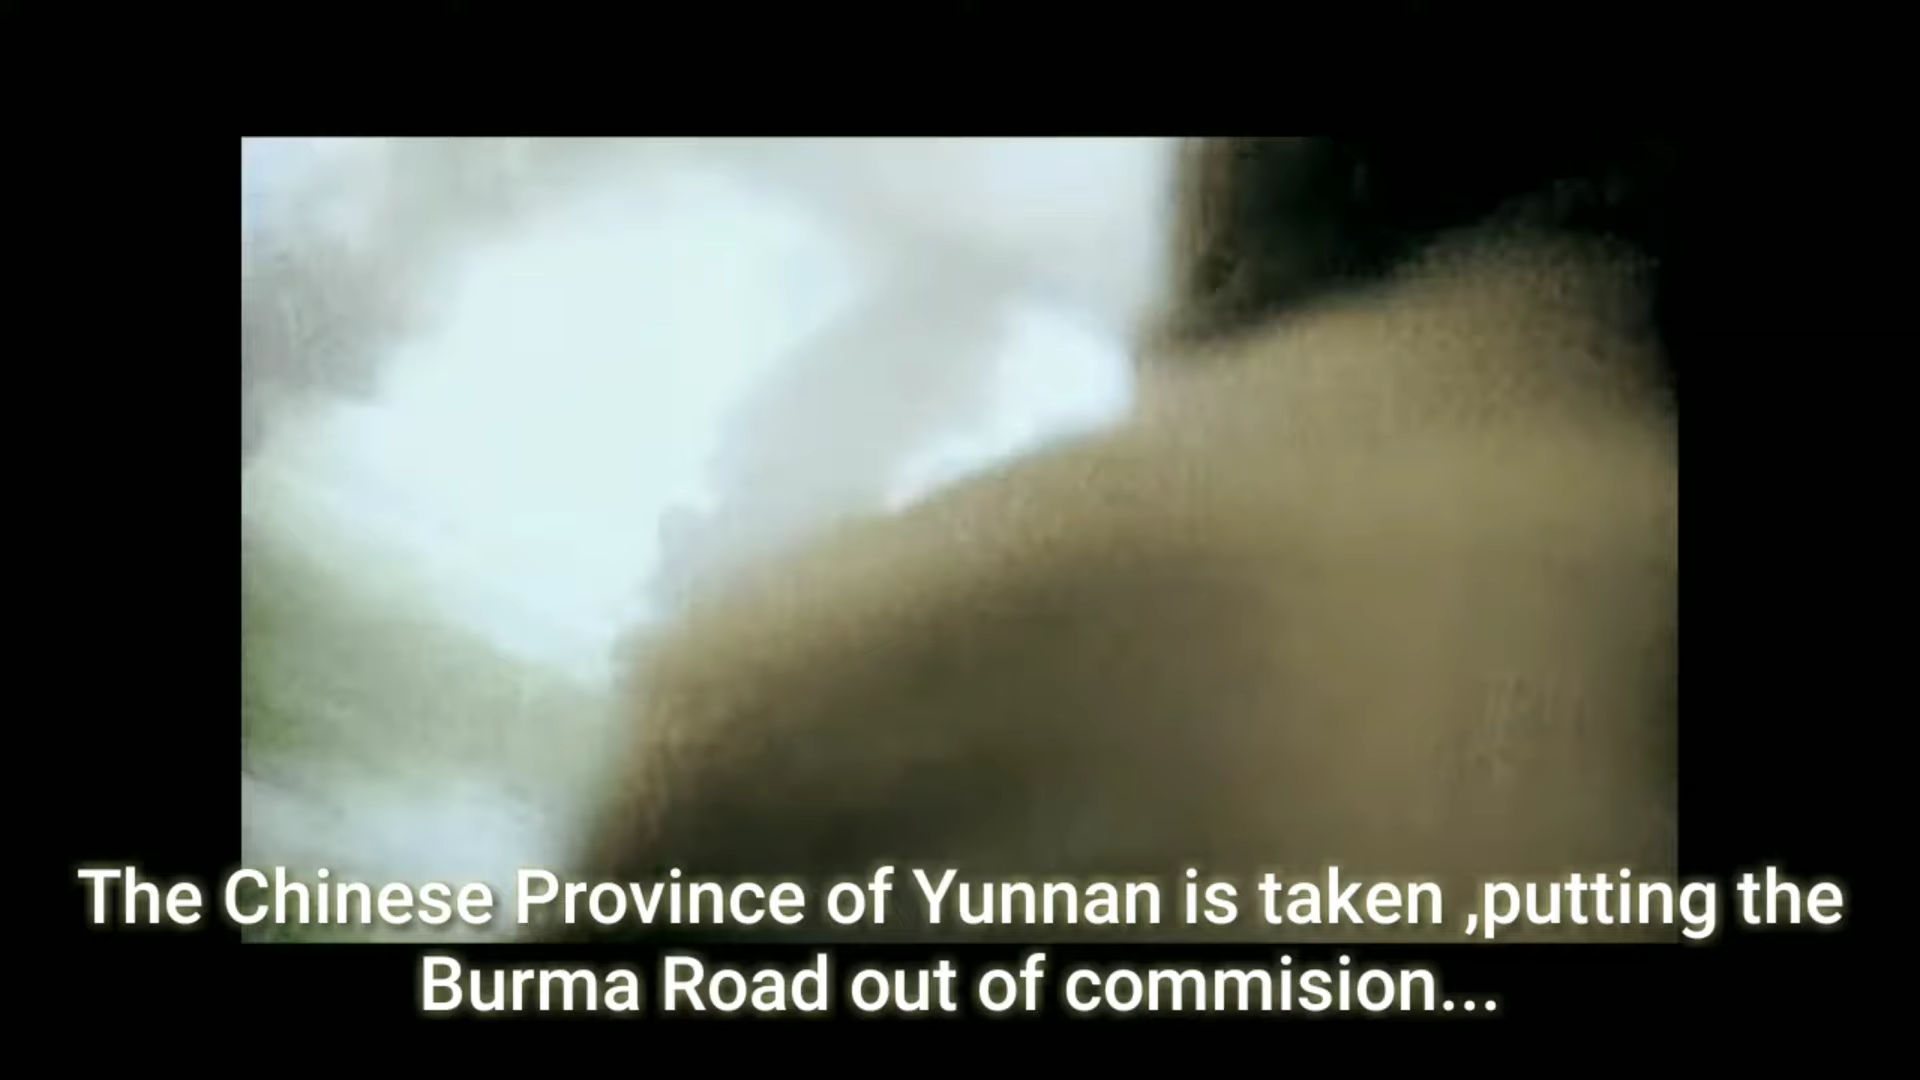 The Chinese Province of Yunnan is taken ,putting the
Burma Road out of commision...